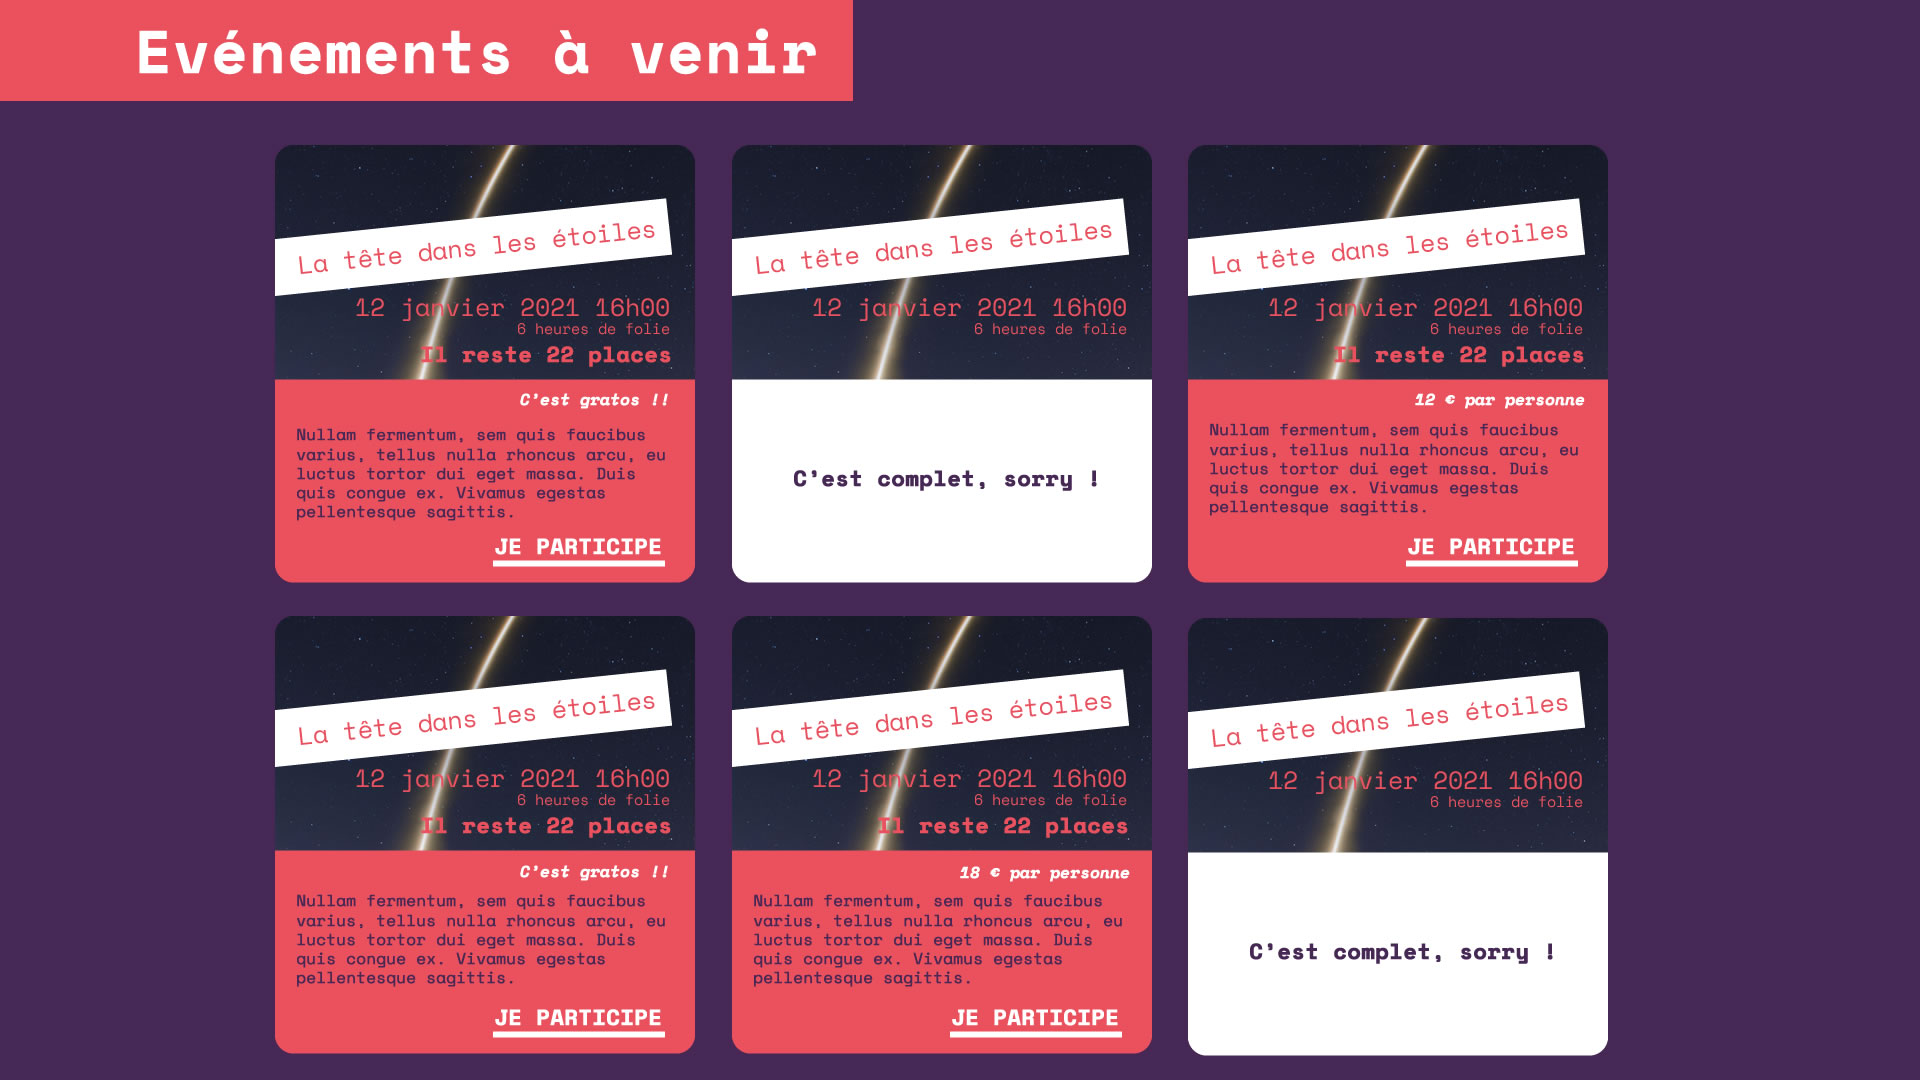 Evénements à venir
La tête dans les étoiles
12 janvier 2021 16h00
6 heures de folie
Il reste 22 places
C'est gratos !!
Nullam fermentum, sem quis faucibus
varius, tellus nulla rhoncus arcu, eu
luctus tortor dui eget massa. Duis
quis congue ex. Vivamus egestas
pellentesque sagittis.
JE PARTICIPE
La tête dans les étoiles
12 janvier 2021 16h00
6 heures de folie
C'est complet, sorry !
La tête dans les étoiles
12 janvier 2021 16h00
6 heures de folie
Il reste 22 places
12 € par personne
Nullam fermentum, sem quis faucibus
varius, tellus nulla rhoncus arcu, eu
luctus tortor dui eget massa. Duis
quis congue ex. Vivamus egestas
pellentesque sagittis.
JE PARTICIPE
La tête dans les étoiles
12 janvier 2021 16h00
6 heures de folie
Il reste 22 places
C'est gratos !!
Nullam fermentum, sem quis faucibus
varius, tellus nulla rhoncus arcu, eu
luctus tortor dui eget massa. Duis
quis congue ex. Vivamus egestas
pellentesque sagittis.
JE PARTICIPE
La tête dans les étoiles
12 janvier 2021 16h00
6 heures de folie
Il reste 22 places
18 € par personne
Nullam fermentum, sem quis faucibus
varius, tellus nulla rhoncus arcu, eu
luctus tortor dui eget massa. Duis
quis congue ex. Vivamus egestas
pellentesque sagittis.
JE PARTICIPE
La tête dans les étoiles
12 janvier 2021 16h00
6 heures de folie
C'est complet, sorry !